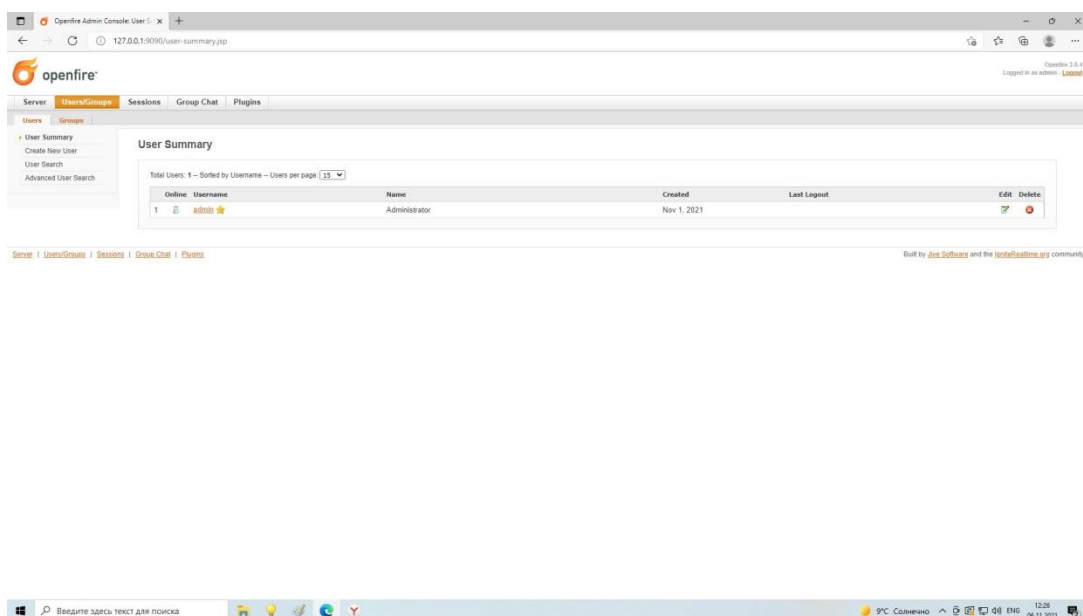 Openfire Admin Console: User S
127.0.0.1:9090/user-summary.jsp
openfire
Openfire 3.6.4
Logged in as admin - Logout
Server Users/Groups Sessions Group Chat Plugins
Users Groups
User Summary
Create New User
User Search
Advanced User Search
User Summary
Total Users: 1 -- Sorted by Username -- Users per page: 15
Online Username Name Created Last Logout Edit Delete
1 admin Administrator Nov 1, 2021
Server | Users/Groups | Sessions | Group Chat | Plugins
Built by Jive Software and the IgniteRealtime.org community
Введите здесь текст для поиска
9°C Солнечно ENG 12:26
06.11.2021